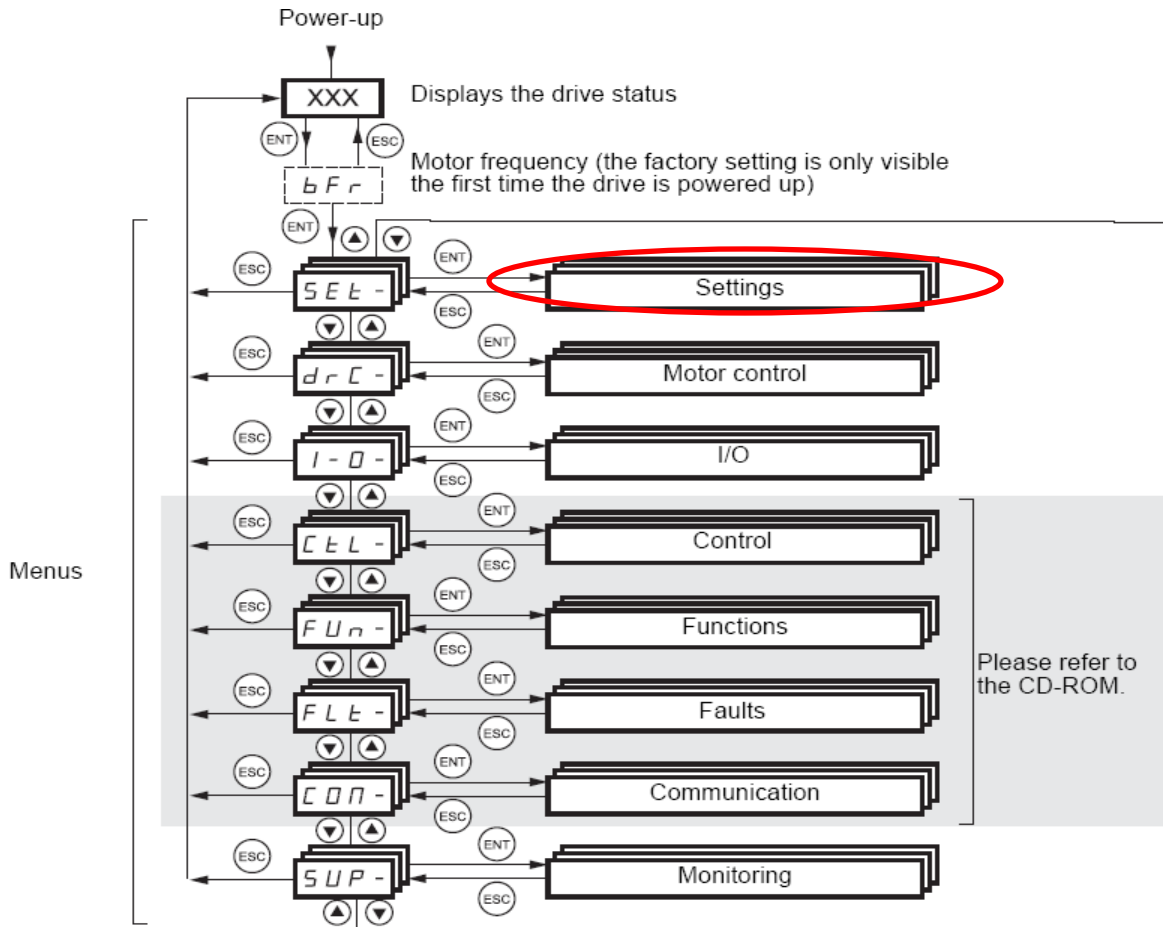 Power-up
XXX Displays the drive status
ENT ESC
bFr Motor frequency (the factory setting is only visible
the first time the drive is powered up)
ENT
ESC ENT
SEt- Settings
ESC
ESC ENT
drC- Motor control
ESC
ESC ENT
I-O- I/O
ESC
ESC ENT
CtL- Control
ESC
Menus
ESC ENT
FUn- Functions
ESC
Please refer to
the CD-ROM.
ESC ENT
FLt- Faults
ESC
ESC ENT
COM- Communication
ESC
ESC ENT
SUP- Monitoring
ESC